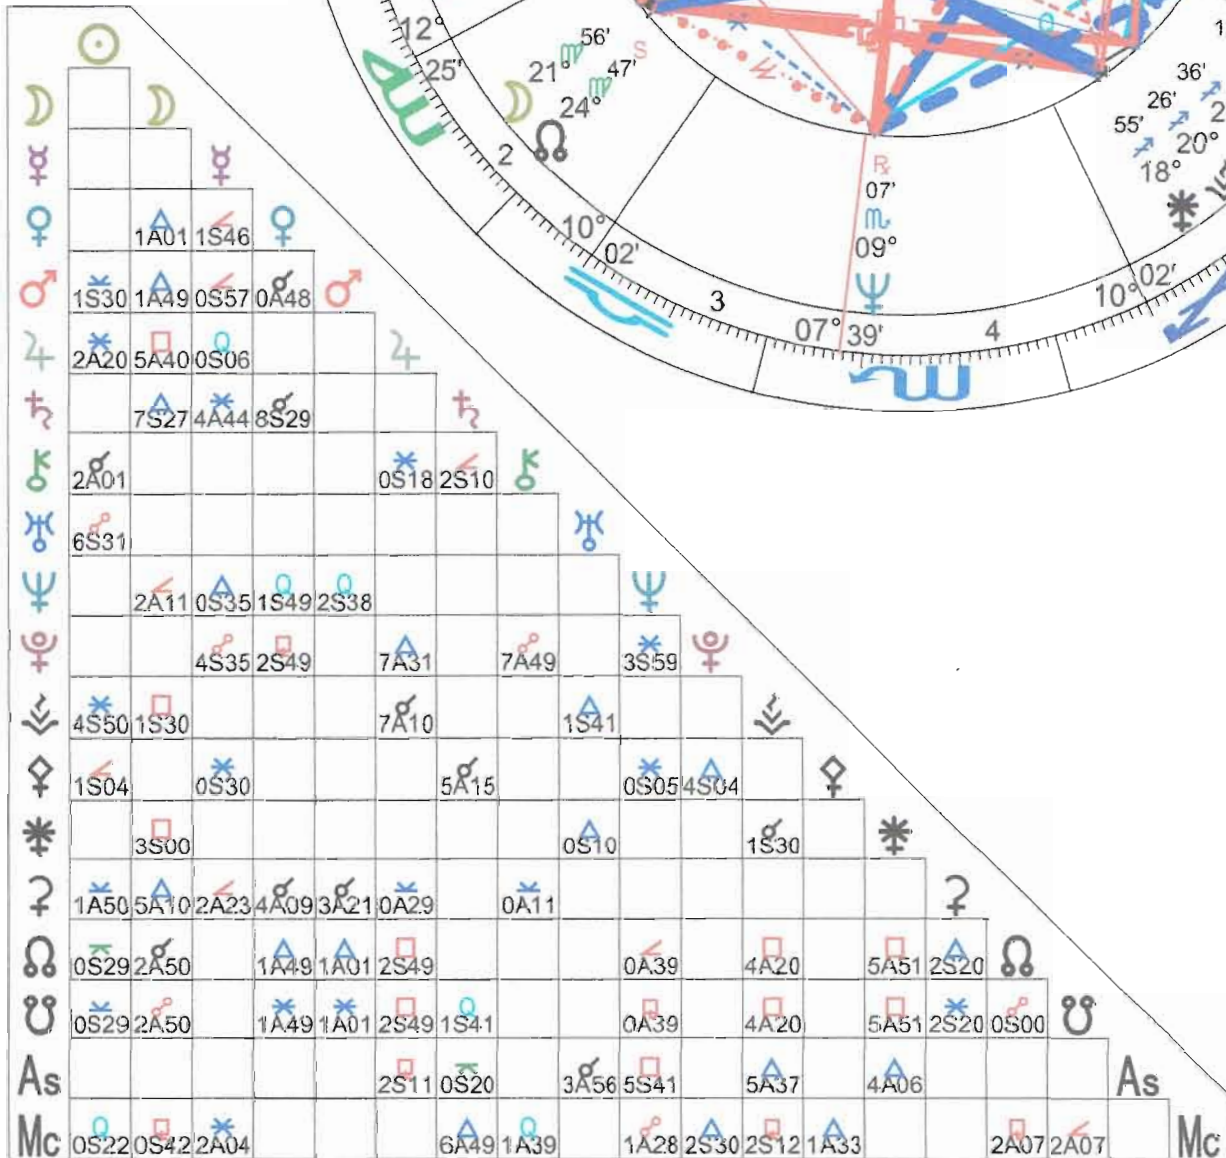 12°
25'
56'
21°
47'
S
24°
2
10°
02'
3
07°
39'
4
10°
02'
R
07'
09°
Q
36'
26'
55'
20°
18°
1A01 1S46
1S30 1A49 0S57 0A48
Q
2A20 5A40 0S06
7S27 4A44 8S29
2A01 0S18 2S10
6S31
Q Q
2A11 0S35 1S49 2S38
4S35 2S49 7A31 7A49 3S59
4S50 1S30 7A10 1S41
1S04 0S30 5A15 0S05 4S04
3S00 0S10 1S30
1A50 5A10 2A23 4A09 3A21 0A29 0A11
0S29 2A50 1A49 1A01 2S49 0A39 4A20 5A51 2S20
Q
0S29 2A50 1A49 1A01 2S49 1S41 0A39 4A20 5A51 2S20 0S00
As 2S11 0S20 3A56 5S41 5A37 4A06 As
Q Q
Mc 0S22 0S42 2A04 6A49 1A39 1A28 2S30 2S12 1A33 2A07 2A07 Mc